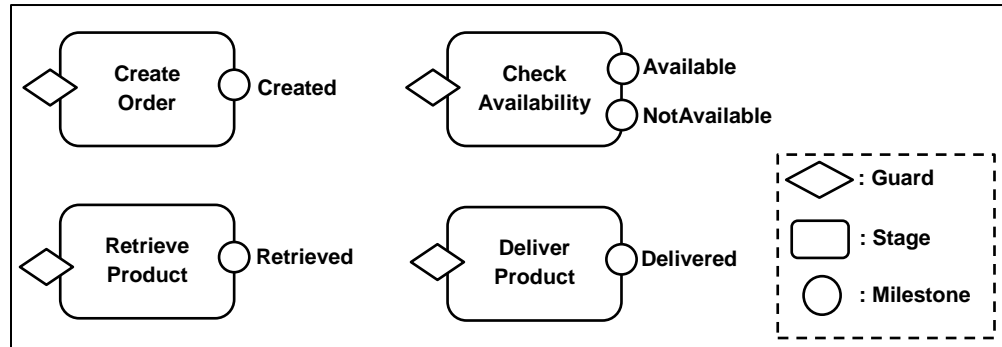 Create
Order
Created
Check
Availability
Available
NotAvailable
Retrieve
Product
Retrieved
Deliver
Product
Delivered
: Guard
: Stage
: Milestone